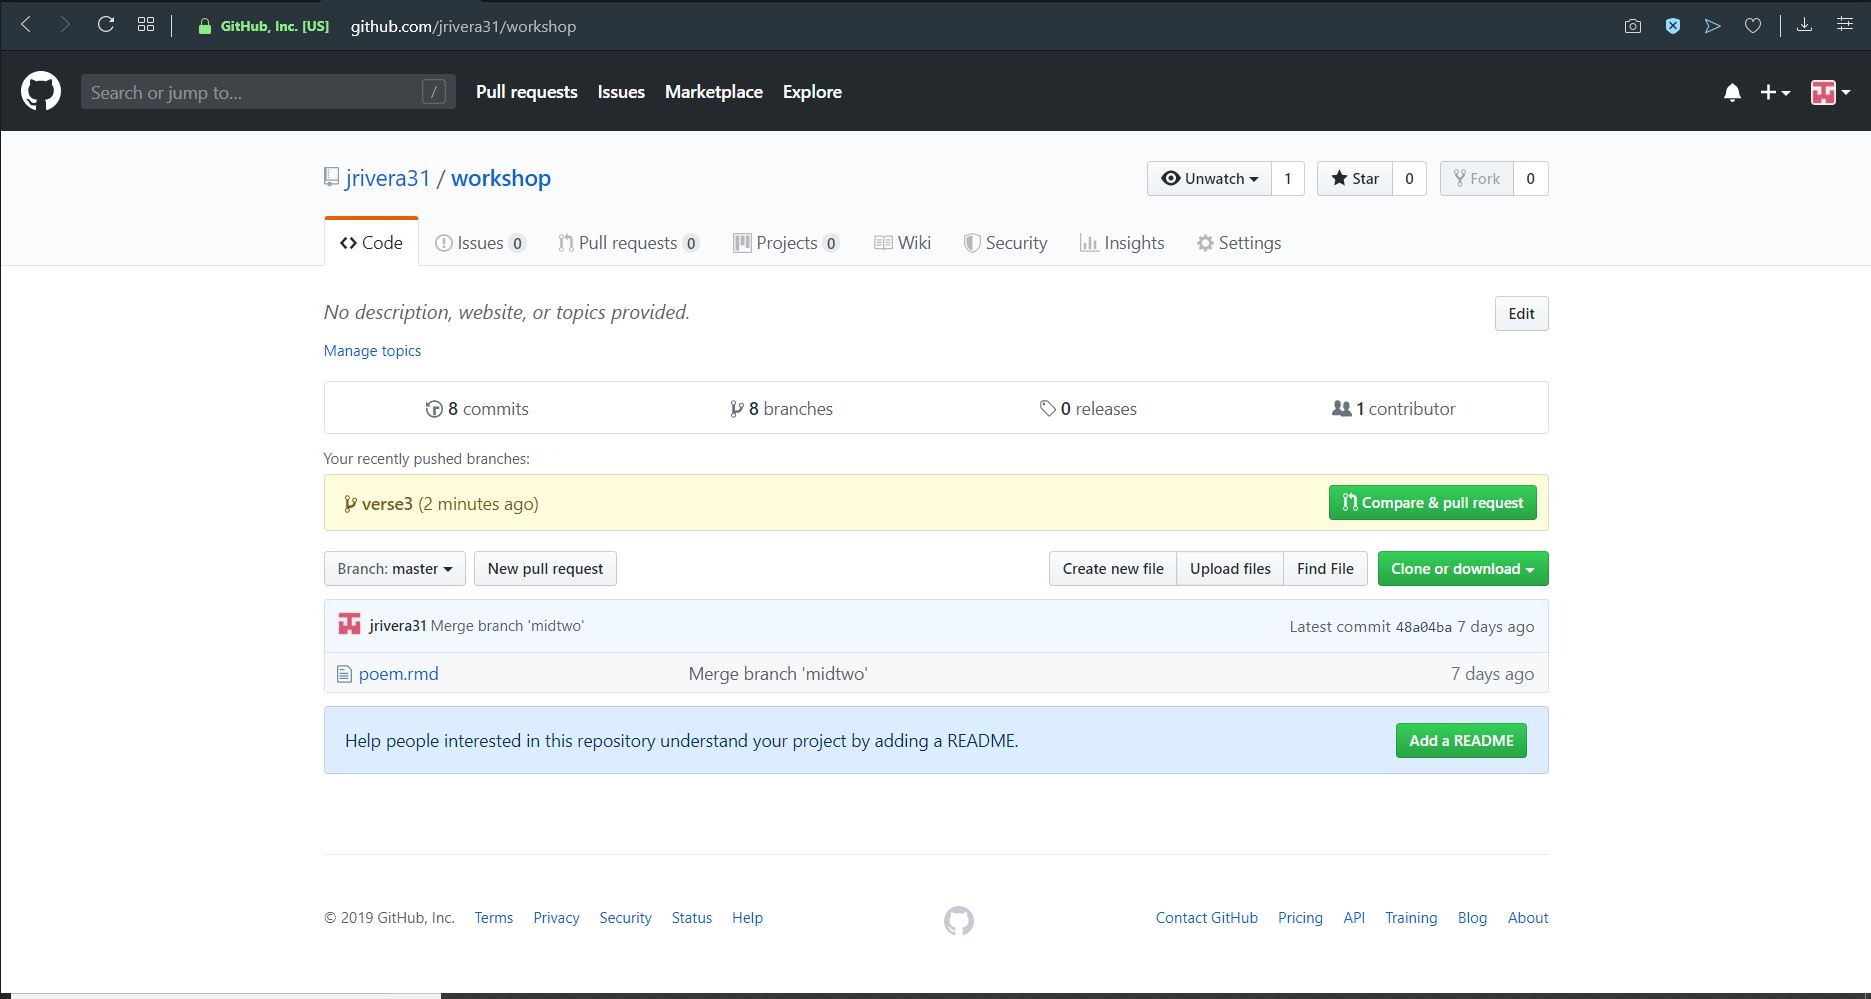 GitHub, Inc. [US] github.com/jrivera31/workshop
Search or jump to... / Pull requests Issues Marketplace Explore
jrivera31 / workshop Unwatch 1 Star 0 Fork 0
Code Issues 0 Pull requests 0 Projects 0 Wiki Security Insights Settings
No description, website, or topics provided. Edit
Manage topics
8 commits 8 branches 0 releases 1 contributor
Your recently pushed branches:
verse3 (2 minutes ago) Compare & pull request
Branch: master New pull request Create new file Upload files Find File Clone or download
jrivera31 Merge branch 'midtwo' Latest commit 48a04ba 7 days ago
poem.rmd Merge branch 'midtwo' 7 days ago
Help people interested in this repository understand your project by adding a README. Add a README
© 2019 GitHub, Inc. Terms Privacy Security Status Help Contact GitHub Pricing API Training Blog About